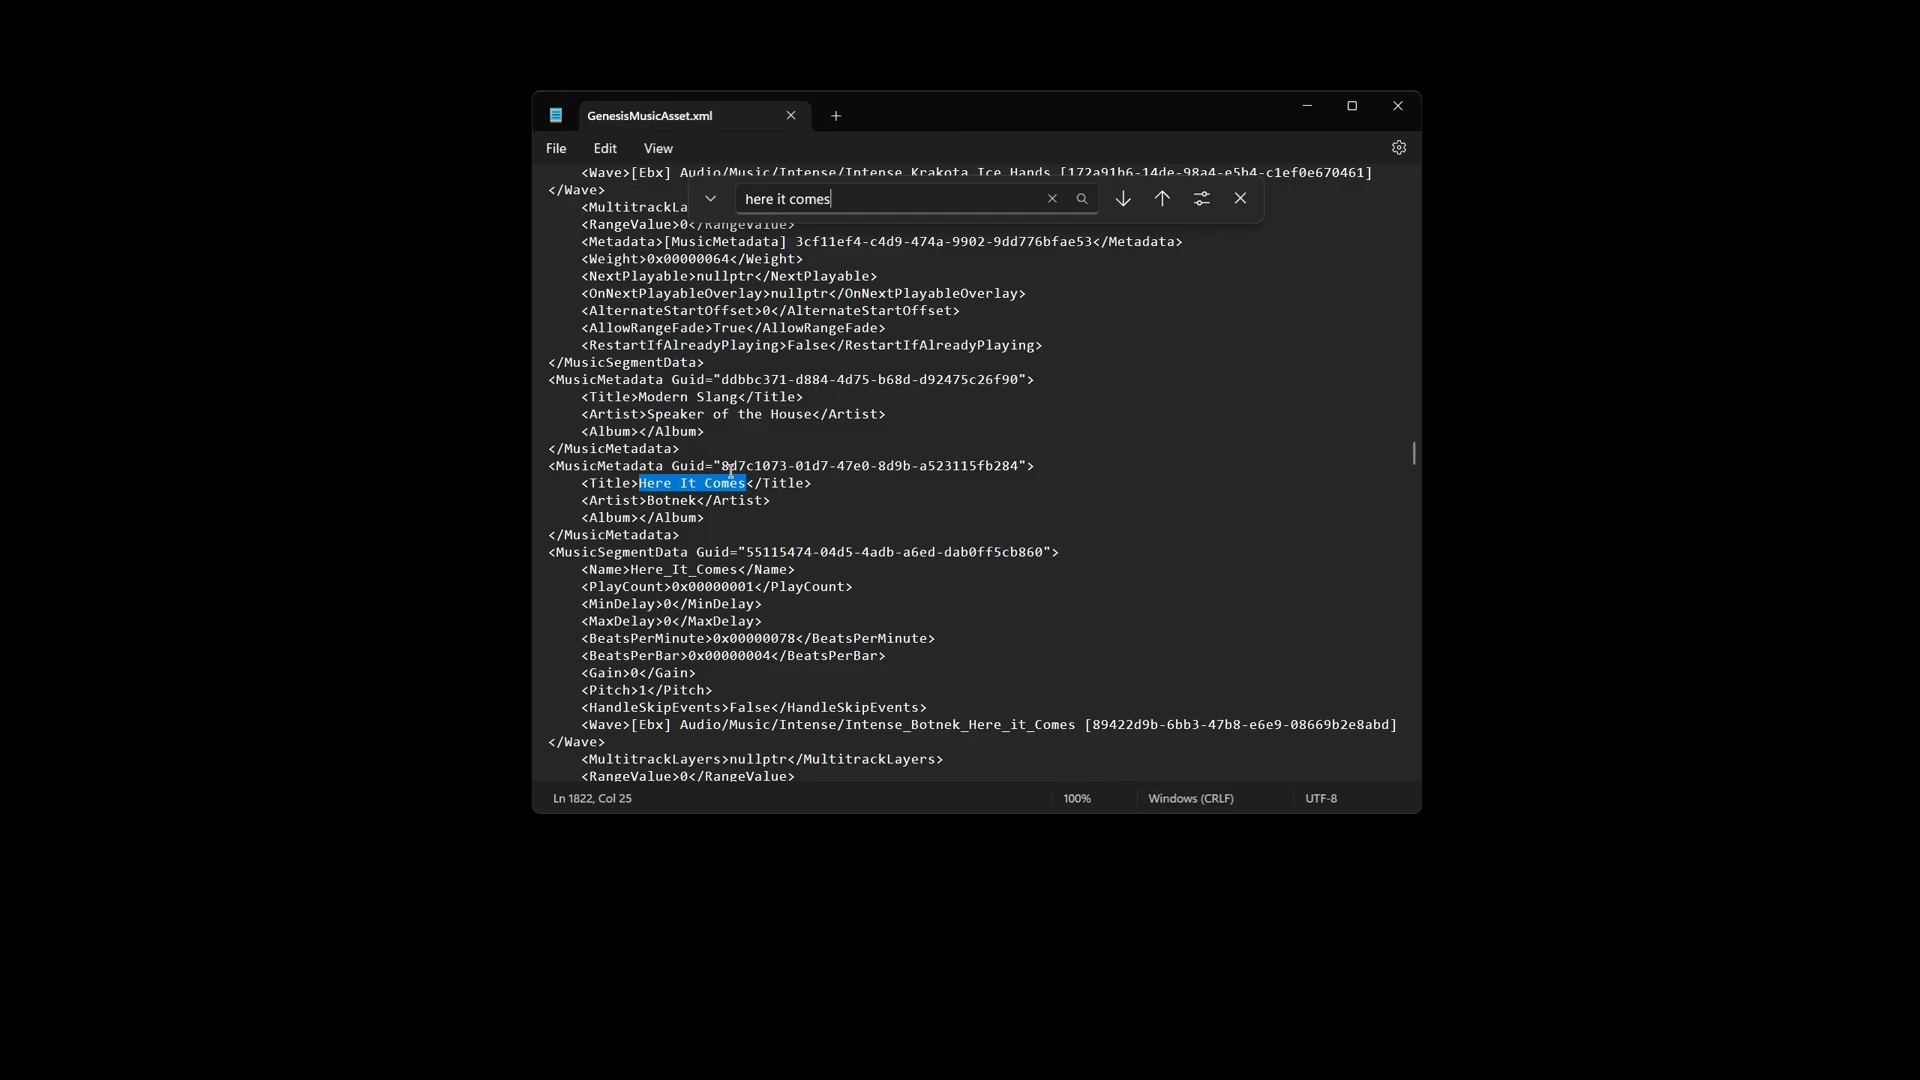 GenesisMusicAsset.xml
File Edit View
<Wave>[Ebx] Audio/Music/Intense/Intense_Krakota_Ice_Hands [172a91b6-14de-98a4-e5b4-c1ef0e670461]
</Wave>
here it comes
<MultitrackLa
<RangeValue>0</RangeValue>
<Metadata>[MusicMetadata] 3cf11ef4-c4d9-474a-9902-9dd776bfae53</Metadata>
<Weight>0x00000064</Weight>
<NextPlayable>nullptr</NextPlayable>
<OnNextPlayableOverlay>nullptr</OnNextPlayableOverlay>
<AlternateStartOffset>0</AlternateStartOffset>
<AllowRangeFade>True</AllowRangeFade>
<RestartIfAlreadyPlaying>False</RestartIfAlreadyPlaying>
</MusicSegmentData>
<MusicMetadata Guid="ddbbc371-d884-4d75-b68d-d92475c26f90">
<Title>Modern Slang</Title>
<Artist>Speaker of the House</Artist>
<Album></Album>
</MusicMetadata>
<MusicMetadata Guid="8d7c1073-01d7-47e0-8d9b-a523115fb284">
<Title>Here It Comes</Title>
<Artist>Botnek</Artist>
<Album></Album>
</MusicMetadata>
<MusicSegmentData Guid="55115474-04d5-4adb-a6ed-dab0ff5cb860">
<Name>Here_It_Comes</Name>
<PlayCount>0x00000001</PlayCount>
<MinDelay>0</MinDelay>
<MaxDelay>0</MaxDelay>
<BeatsPerMinute>0x00000078</BeatsPerMinute>
<BeatsPerBar>0x00000004</BeatsPerBar>
<Gain>0</Gain>
<Pitch>1</Pitch>
<HandleSkipEvents>False</HandleSkipEvents>
<Wave>[Ebx] Audio/Music/Intense/Intense_Botnek_Here_it_Comes [89422d9b-6bb3-47b8-e6e9-08669b2e8abd]
</Wave>
<MultitrackLayers>nullptr</MultitrackLayers>
<RangeValue>0</RangeValue>
Ln 1822, Col 25 100% Windows (CRLF) UTF-8